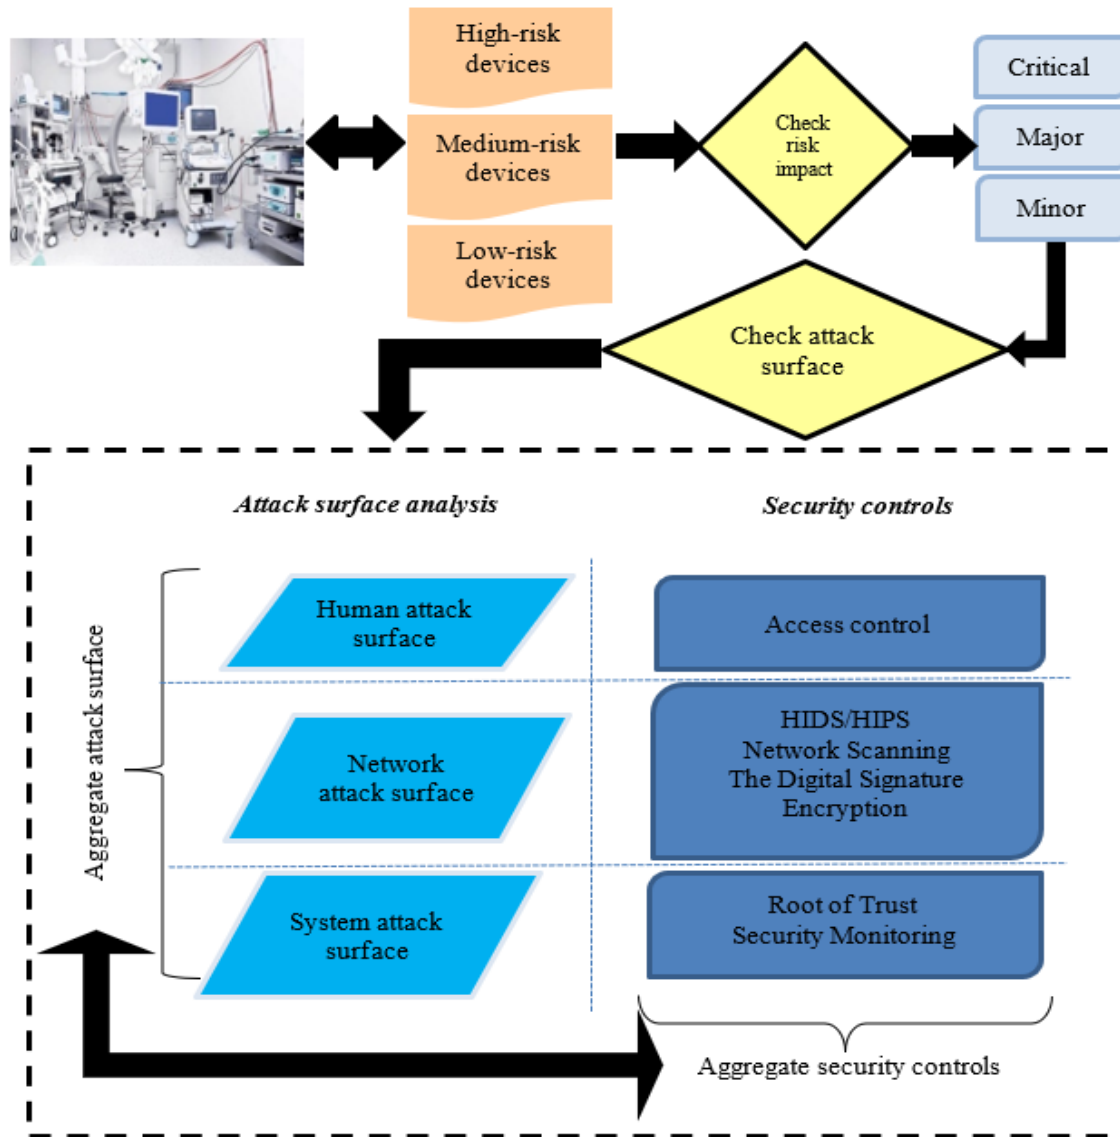 High-risk
devices
Medium-risk
devices
Low-risk
devices
Check
risk
impact
Critical
Major
Minor
Check attack
surface
Attack surface analysis
Security controls
Aggregate attack surface
Human attack
surface
Access control
Network
attack surface
HIDS/HIPS
Network Scanning
The Digital Signature
Encryption
System attack
surface
Root of Trust
Security Monitoring
Aggregate security controls